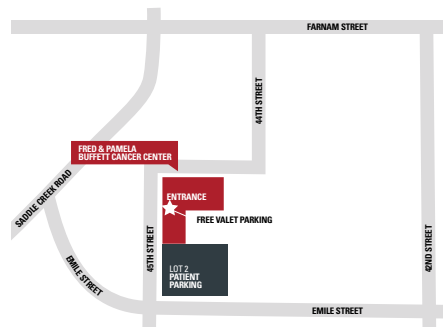 FARNAM STREET
44TH STREET
FRED & PAMELA
BUFFETT CANCER CENTER
SADDLE CREEK ROAD
ENTRANCE
FREE VALET PARKING
45TH STREET
42ND STREET
EMILE STREET
LOT 2
PATIENT
PARKING
EMILE STREET